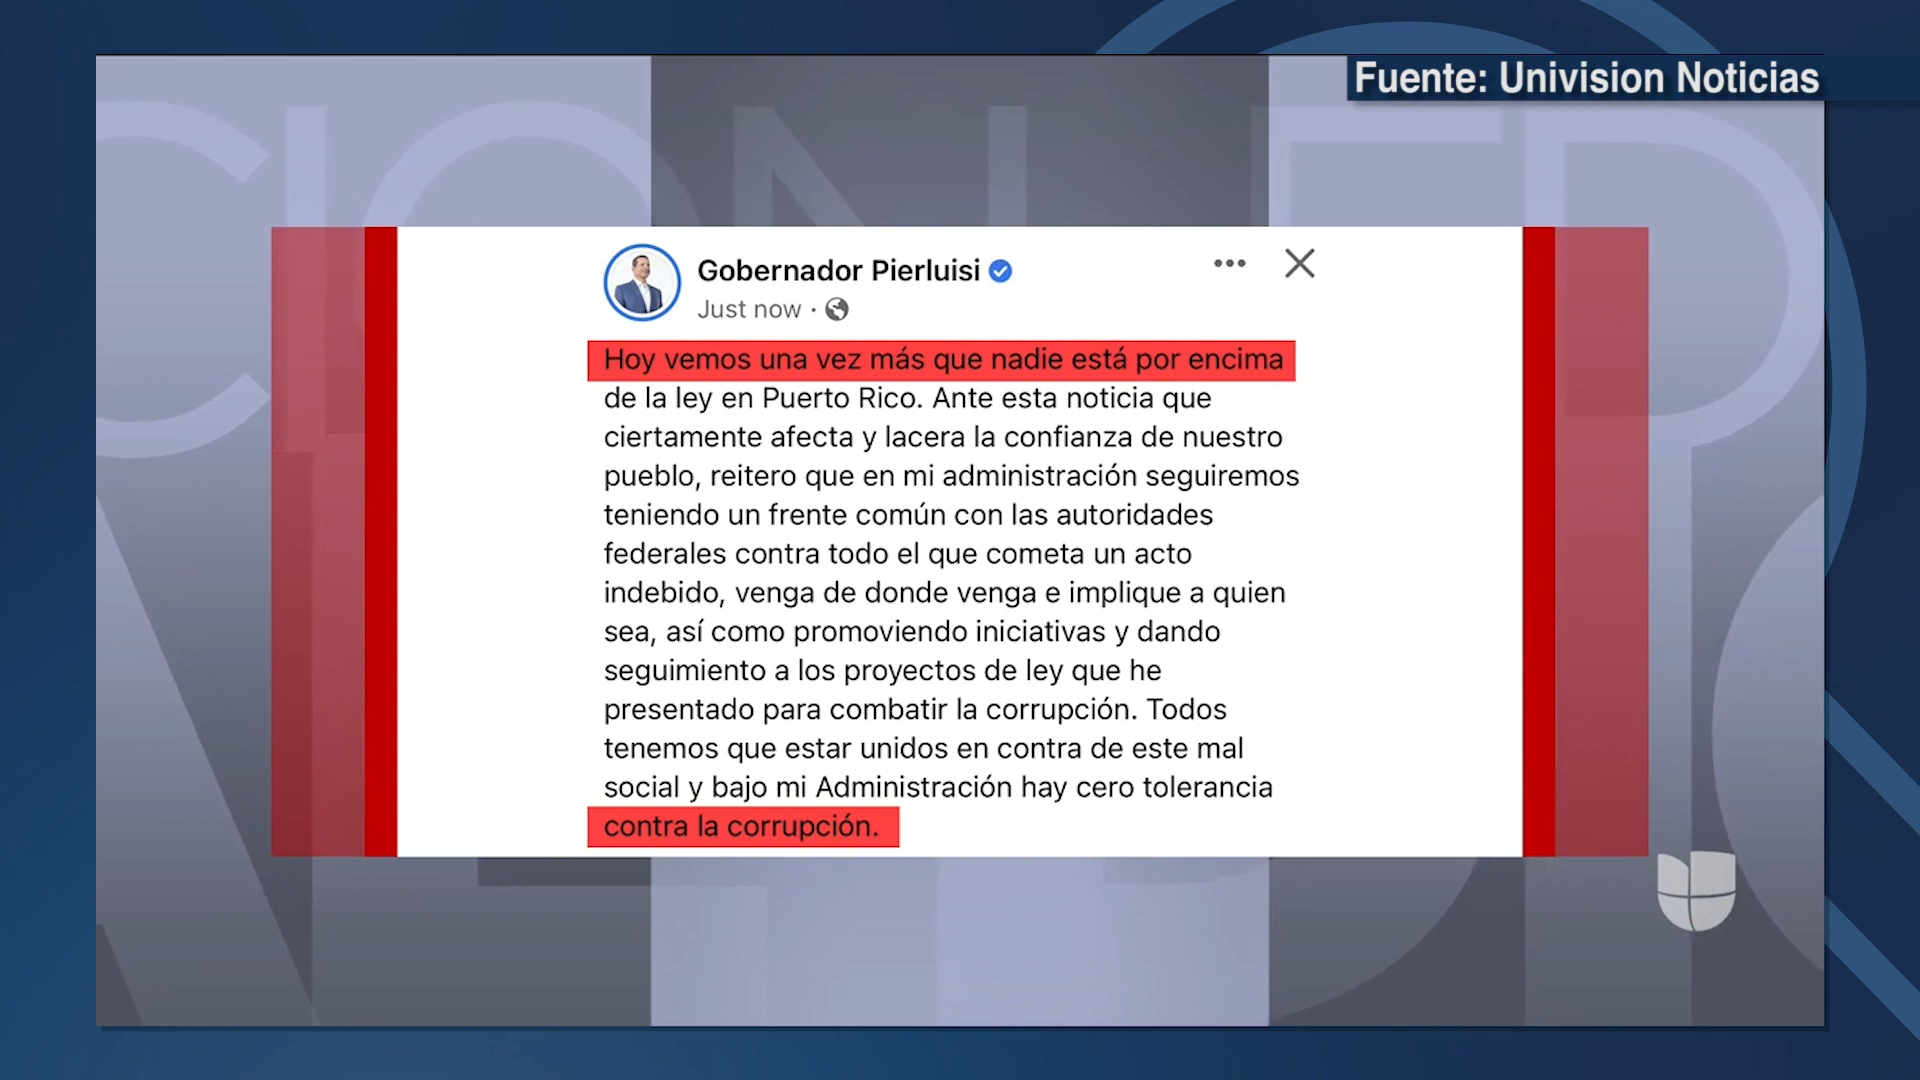 Fuente: Univision Noticias
Gobernador Pierluisi
Just now ·
Hoy vemos una vez más que nadie está por encima
de la ley en Puerto Rico. Ante esta noticia que
ciertamente afecta y lacera la confianza de nuestro
pueblo, reitero que en mi administración seguiremos
teniendo un frente común con las autoridades
federales contra todo el que cometa un acto
indebido, venga de donde venga e implique a quien
sea, así como promoviendo iniciativas y dando
seguimiento a los proyectos de ley que he
presentado para combatir la corrupción. Todos
tenemos que estar unidos en contra de este mal
social y bajo mi Administración hay cero tolerancia
contra la corrupción.